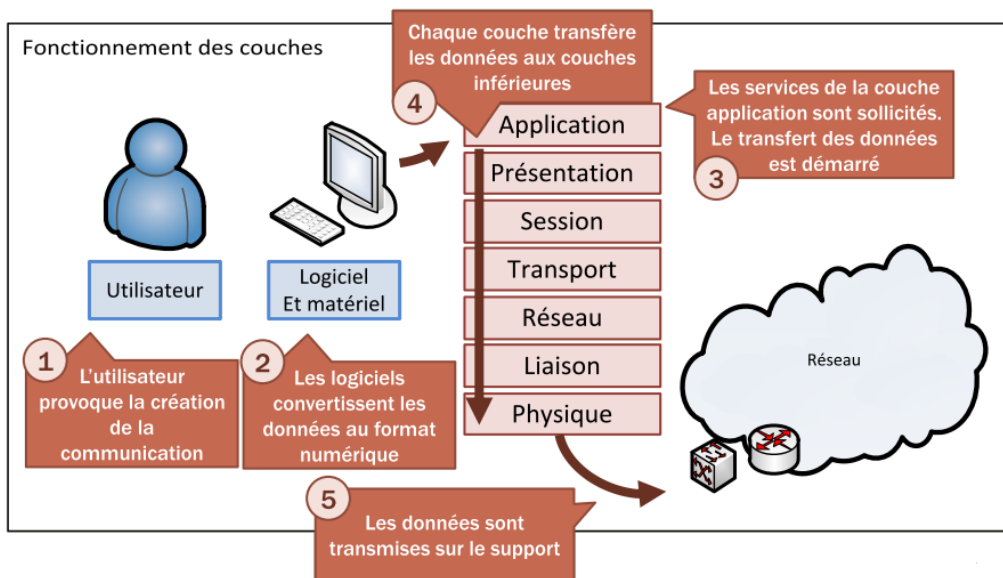 Fonctionnement des couches
Chaque couche transfère
les données aux couches
inférieures
4
Les services de la couche
application sont sollicités.
Le transfert des données
est démarré
3
Application
Présentation
Session
Transport
Réseau
Liaison
Physique
Utilisateur
Logiciel
Et matériel
Réseau
1
L'utilisateur
provoque la création
de la
communication
2
Les logiciels
convertissent les
données au format
numérique
5
Les données sont
transmises sur le support